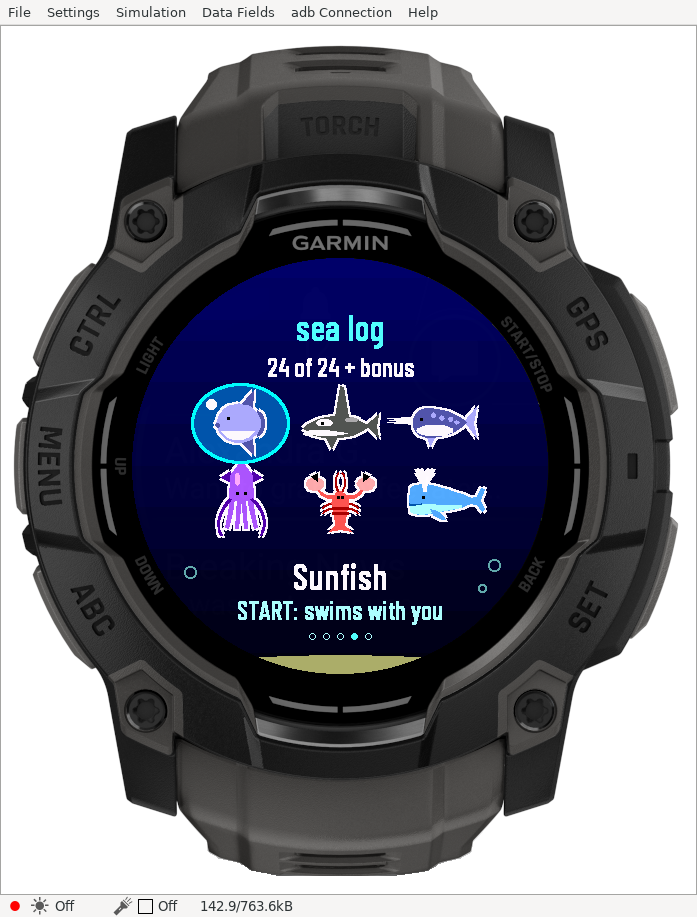 File Settings Simulation Data Fields adb Connection Help
TORCH
GARMIN
CTRL
GPS
LIGHT
START/STOP
sea log
24 of 24 + bonus
MENU
UP
Sunfish
START: swims with you
DOWN
BACK
ABC
SET
Off
Off
142.9/763.6kB